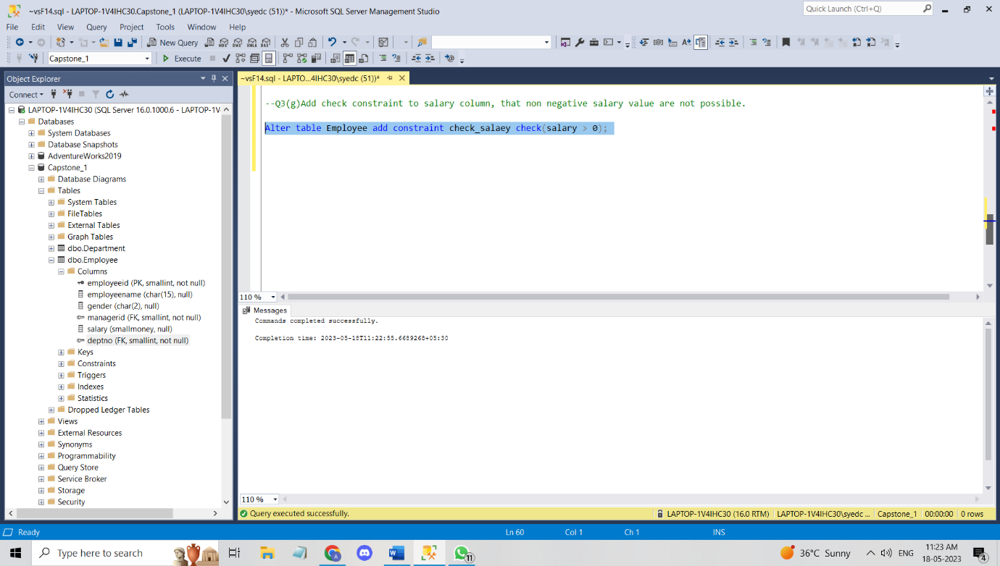 ~vsF14.sql - LAPTOP-1V4IHC30.Capstone_1 (LAPTOP-1V4IHC30\syedc (51))* - Microsoft SQL Server Management Studio
Quick Launch (Ctrl+Q)
File Edit View Query Project Tools Window Help
New Query
Capstone_1
Execute
Object Explorer
Connect
LAPTOP-1V4IHC30 (SQL Server 16.0.1000.6 - LAPTOP-1V
Databases
System Databases
Database Snapshots
AdventureWorks2019
Capstone_1
Database Diagrams
Tables
System Tables
FileTables
External Tables
Graph Tables
dbo.Department
dbo.Employee
Columns
employeeid (PK, smallint, not null)
employeename (char(15), null)
gender (char(2), null)
managerid (FK, smallint, not null)
salary (smallmoney, null)
deptno (FK, smallint, not null)
Keys
Constraints
Triggers
Indexes
Statistics
Dropped Ledger Tables
Views
External Resources
Synonyms
Programmability
Query Store
Service Broker
Storage
Security
~vsF14.sql - LAPTO...4IHC30\syedc (51))*
--Q3(g)Add check constraint to salary column, that non negative salary value are not possible.
Alter table Employee add constraint check_salaey check(salary > 0);
110 %
Messages
Commands completed successfully.
Completion time: 2023-05-18T11:22:55.6689268+05:30
110 %
Query executed successfully.
LAPTOP-1V4IHC30 (16.0 RTM) LAPTOP-1V4IHC30\syedc ... Capstone_1 00:00:00 0 rows
Ready
Ln 60 Col 1 Ch 1 INS
Type here to search
11
36°C Sunny
ENG
11:23 AM
18-05-2023
4